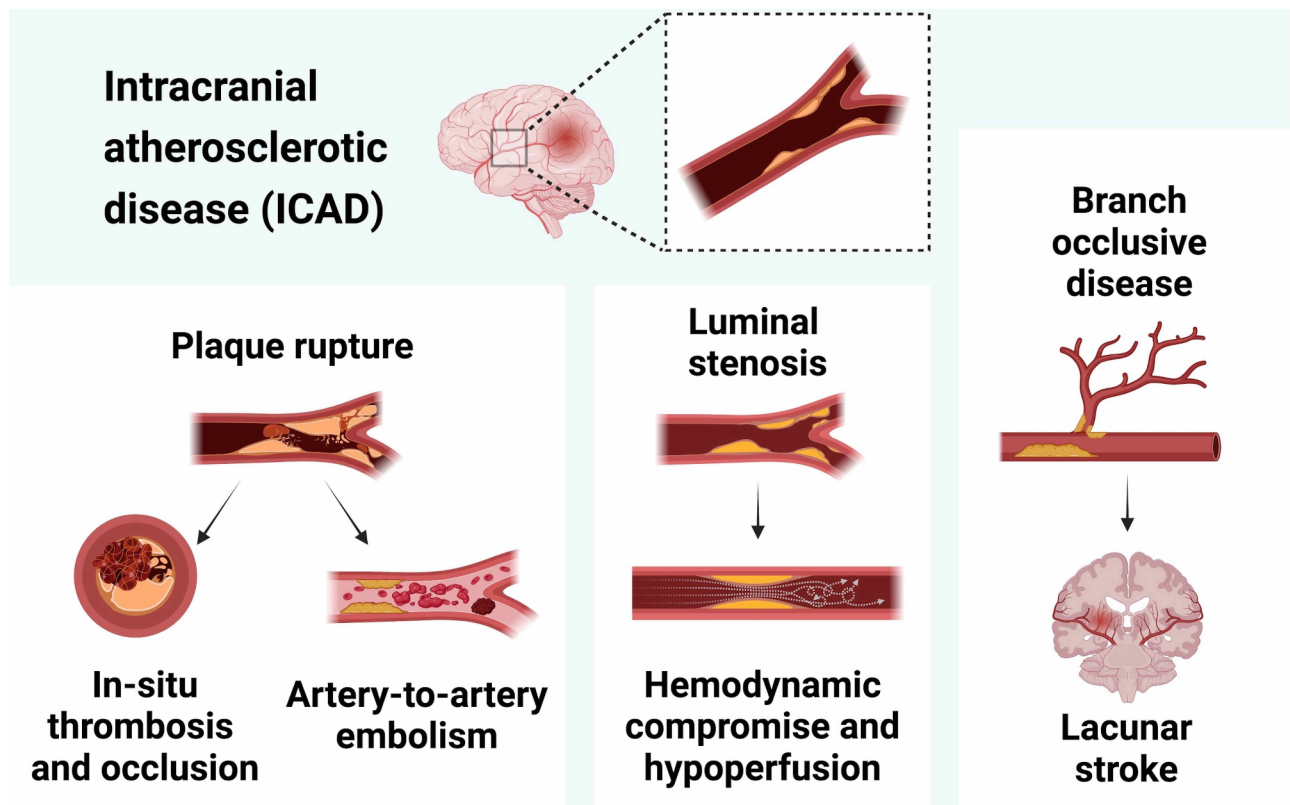 Intracranial
atherosclerotic
disease (ICAD)
Plaque rupture
In-situ
thrombosis
and occlusion
Artery-to-artery
embolism
Luminal
stenosis
Hemodynamic
compromise and
hypoperfusion
Branch
occlusive
disease
Lacunar
stroke